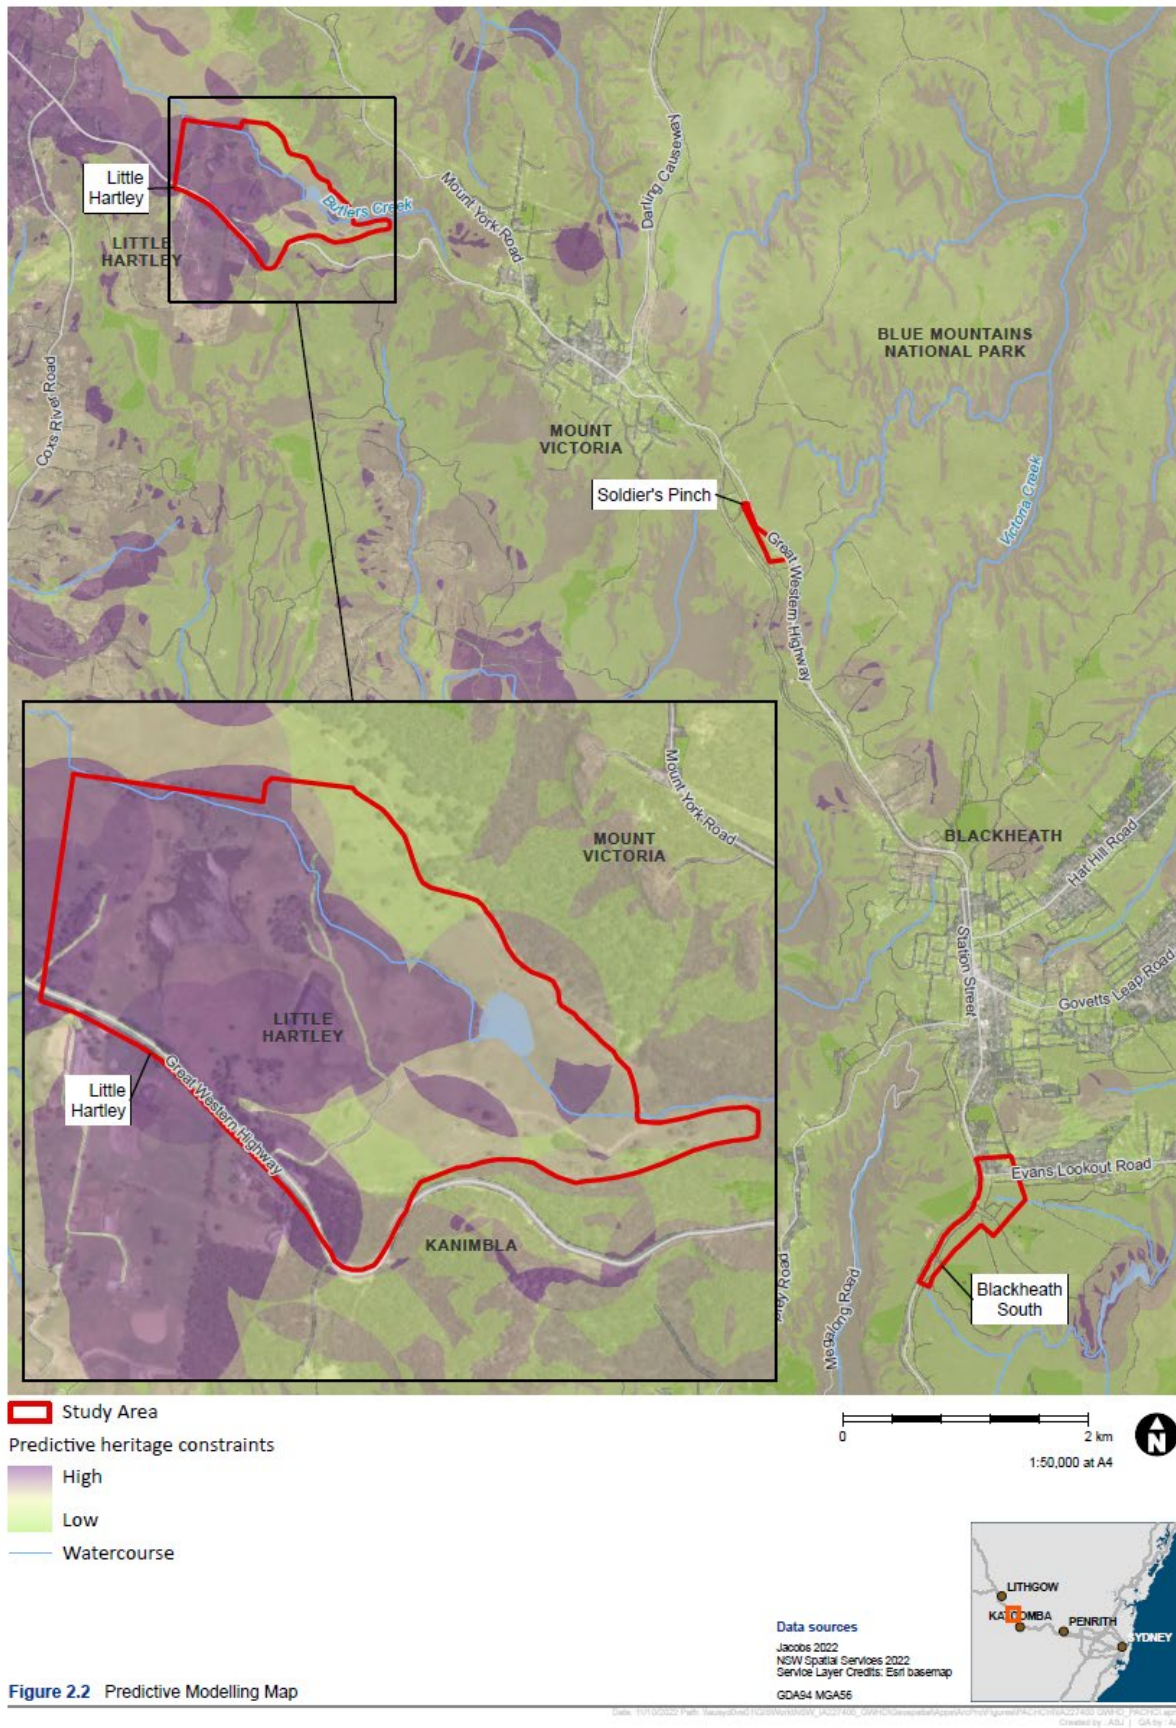 Little
Hartley
LITTLE
HARTLEY
Butlers Creek
Mount York Road
Darling Causeway
BLUE MOUNTAINS
NATIONAL PARK
Coxs River Road
MOUNT
VICTORIA
Soldier's Pinch
Great Western Highway
Victoria Creek
Mount York Road
MOUNT
VICTORIA
BLACKHEATH
Hat Hill Road
Station Street
Govetts Leap Road
LITTLE
HARTLEY
Little
Hartley
Great Western Highway
KANIMBLA
Evans Lookout Road
Megalong Road
Blackheath
South
Study Area
Predictive heritage constraints
High
Low
Watercourse
0
2 km
N
1:50,000 at A4
LITHGOW
KATOOMBA
PENRITH
SYDNEY
Data sources
Jacobs 2022
NSW Spatial Services 2022
Service Layer Credits: Esri basemap
GDA94 MGA56
Figure 2.2 Predictive Modelling Map